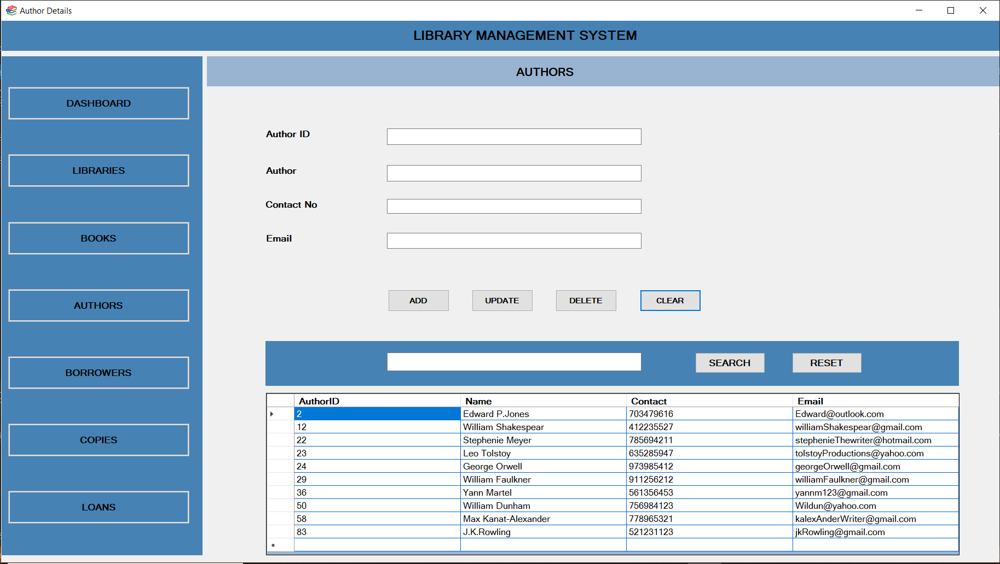 Author Details
LIBRARY MANAGEMENT SYSTEM
AUTHORS
DASHBOARD
LIBRARIES
BOOKS
AUTHORS
BORROWERS
COPIES
LOANS
Author ID
Author
Contact No
Email
ADD UPDATE DELETE CLEAR
SEARCH RESET
AuthorID Name Contact Email
2 Edward P.Jones 703479616 Edward@outlook.com
12 William Shakespear 412235527 williamShakespear@gmail.com
22 Stephenie Meyer 785694211 stephenieThewriter@hotmail.com
23 Leo Tolstoy 635285947 tolstoyProductions@yahoo.com
24 George Orwell 973985412 georgeOrwell@gmail.com
29 William Faulkner 911256212 williamFaulkner@gmail.com
36 Yann Martel 561356453 yannm123@gmail.com
50 William Dunham 756984123 Wildun@yahoo.com
58 Max Kanat-Alexander 778965321 kalexAnderWriter@gmail.com
83 J.K.Rowling 521231123 jkRowling@gmail.com